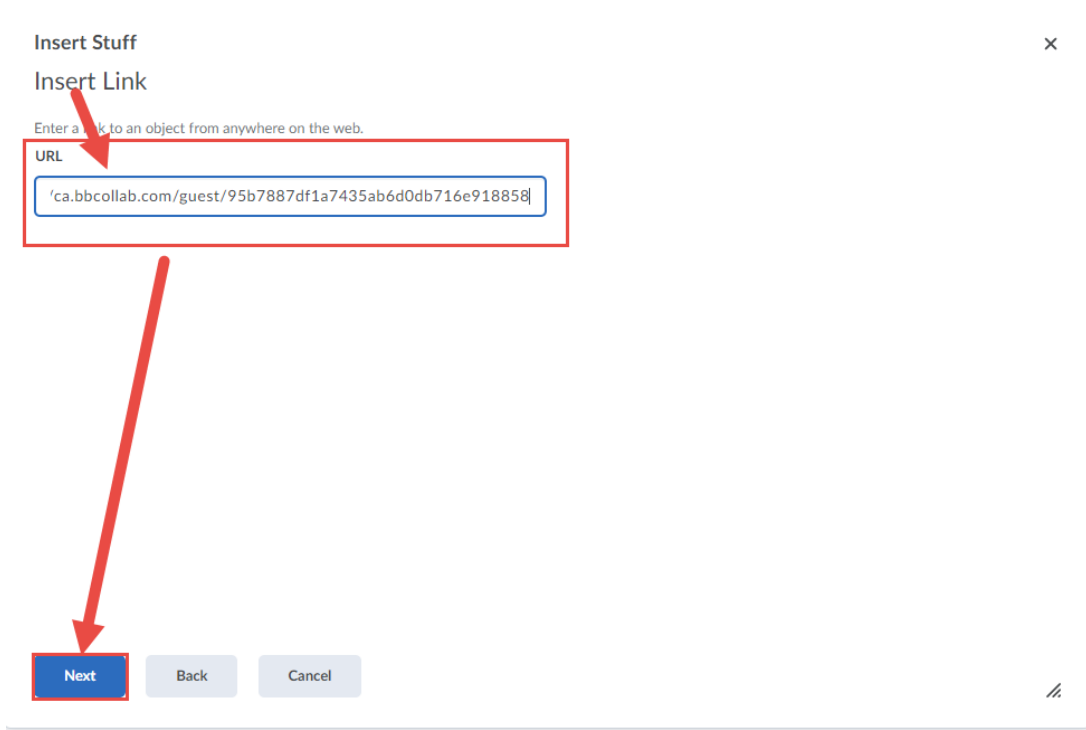 Insert Stuff
Insert Link
Enter a link to an object from anywhere on the web.
URL
/ca.bbcollab.com/guest/95b7887df1a7435ab6d0db716e918858
Next Back Cancel